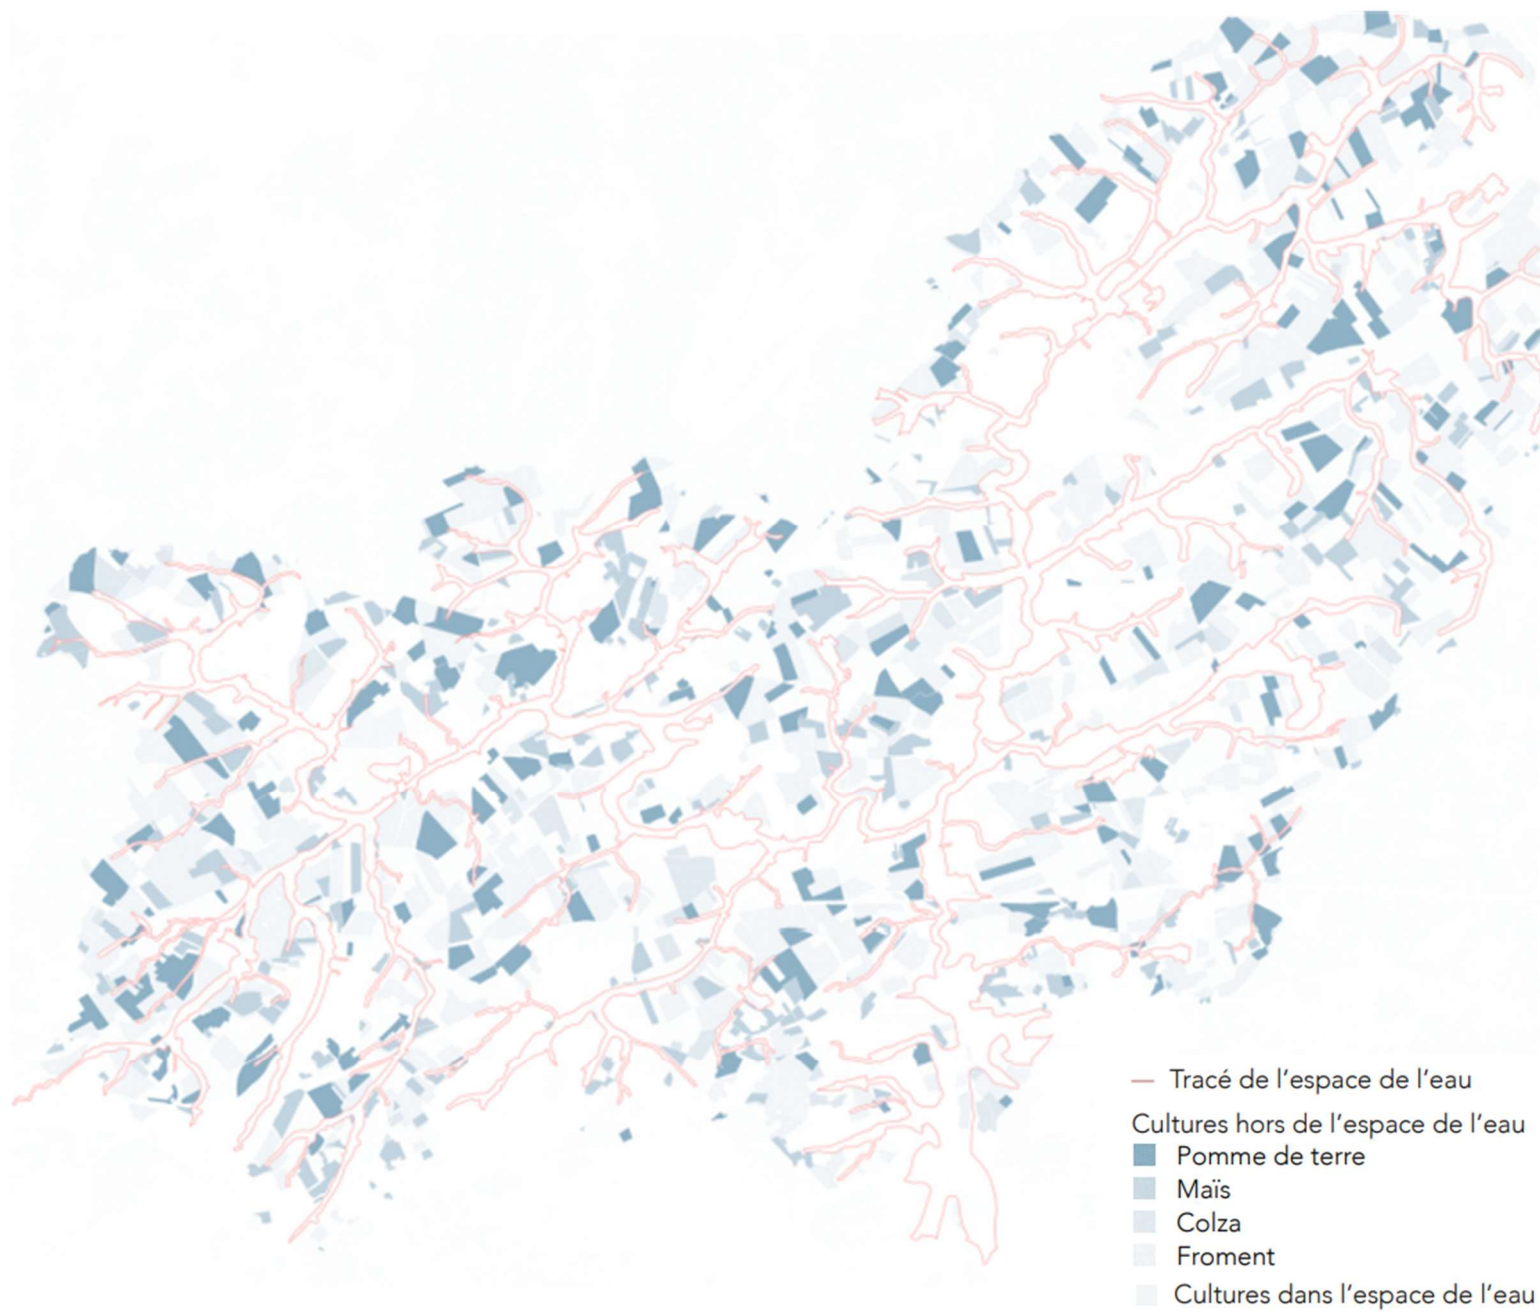 Tracé de l'espace de l'eau
Cultures hors de l'espace de l'eau
Pomme de terre
Maïs
Colza
Froment
Cultures dans l'espace de l'eau